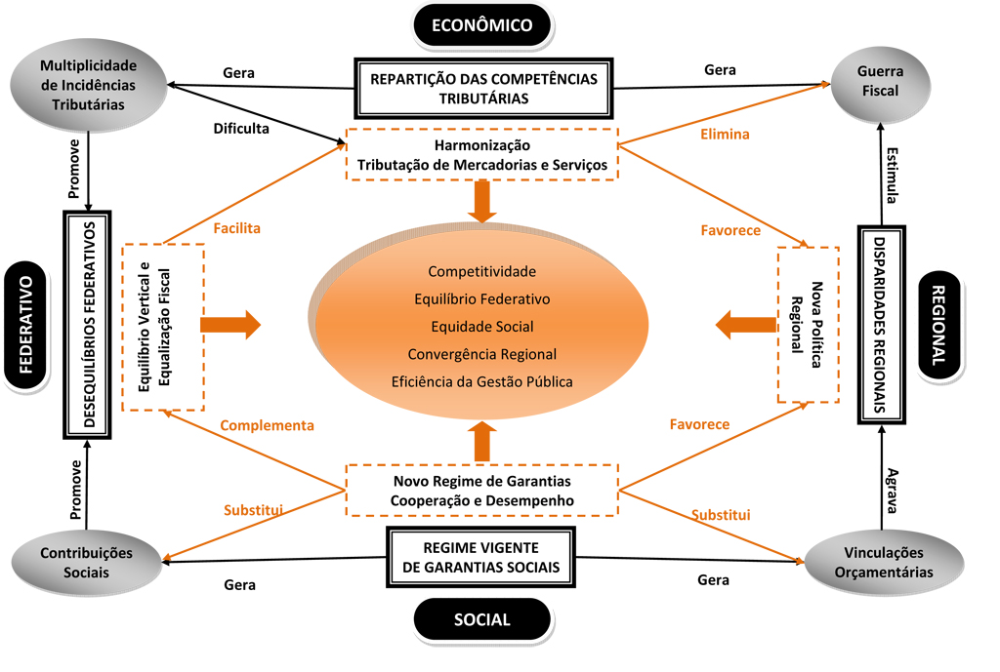 ECONÔMICO
Multiplicidade
de Incidências
Tributárias
Gera
REPARTIÇÃO DAS COMPETÊNCIAS
TRIBUTÁRIAS
Gera
Guerra
Fiscal
Dificulta
Elimina
Harmonização
Tributação de Mercadorias e Serviços
Promove
Estimula
Facilita
Favorece
FEDERATIVO
DESEQUILÍBRIOS FEDERATIVOS
Equilíbrio Vertical e
Equalização Fiscal
Competitividade
Equilíbrio Federativo
Equidade Social
Convergência Regional
Eficiência da Gestão Pública
Nova Política
Regional
DISPARIDADES REGIONAIS
REGIONAL
Complementa
Favorece
Promove
Agrava
Novo Regime de Garantias
Cooperação e Desempenho
Substitui
Substitui
Contribuições
Sociais
REGIME VIGENTE
DE GARANTIAS SOCIAIS
Vinculações
Orçamentárias
Gera
Gera
SOCIAL